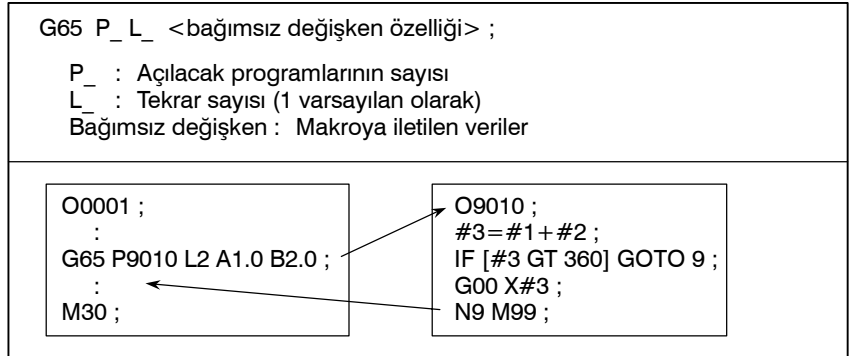 G65 P_ L_ <bağımsız değişken özelliği> ;
P_ : Açılacak programlarının sayısı
L_ : Tekrar sayısı (1 varsayılan olarak)
Bağımsız değişken : Makroya iletilen veriler
O0001 ;
:
G65 P9010 L2 A1.0 B2.0 ;
:
M30 ;
O9010 ;
#3=#1+#2 ;
IF [#3 GT 360] GOTO 9 ;
G00 X#3 ;
N9 M99 ;